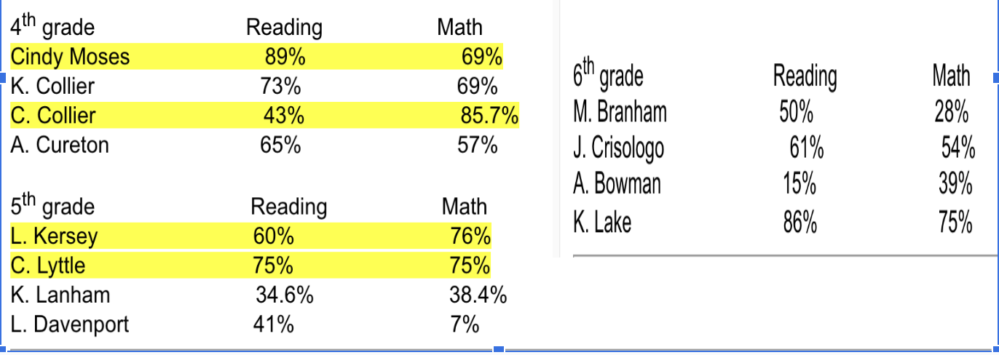 4th grade Reading Math
Cindy Moses 89% 69%
K. Collier 73% 69%
C. Collier 43% 85.7%
A. Cureton 65% 57%
5th grade Reading Math
L. Kersey 60% 76%
C. Lyttle 75% 75%
K. Lanham 34.6% 38.4%
L. Davenport 41% 7%
6th grade Reading Math
M. Branham 50% 28%
J. Crisologo 61% 54%
A. Bowman 15% 39%
K. Lake 86% 75%